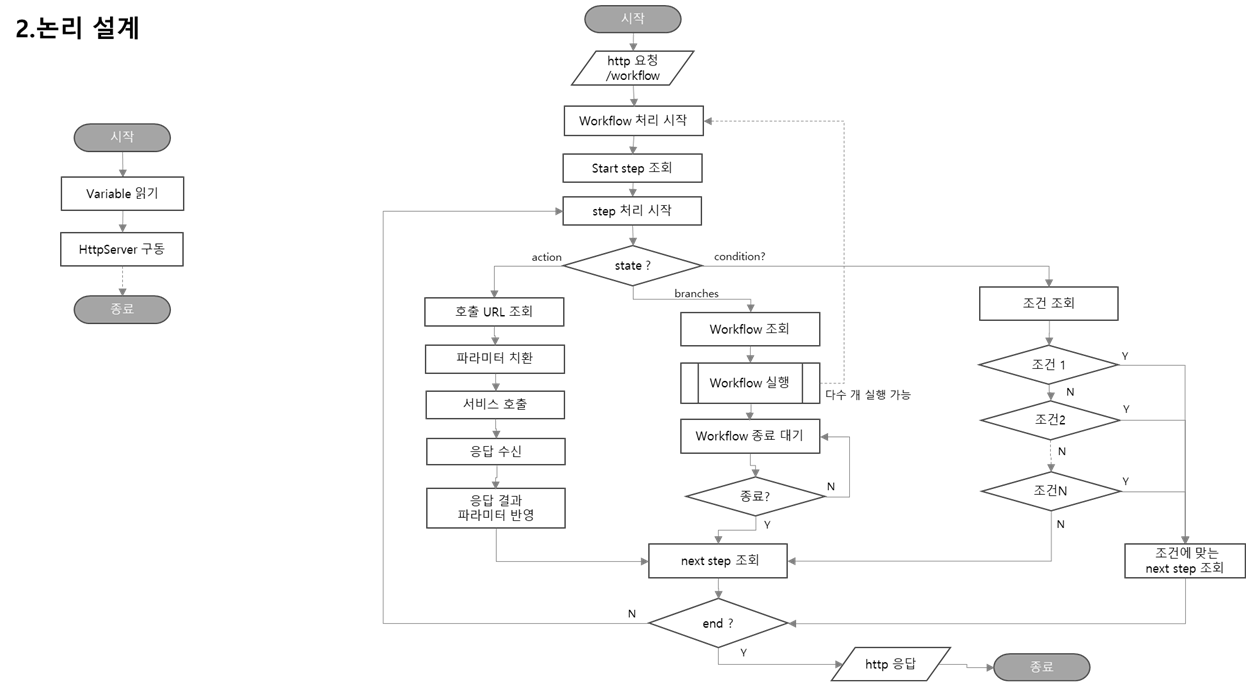 2.논리 설계
시작
Variable 읽기
HttpServer 구동
종료
시작
http 요청
/workflow
Workflow 처리 시작
Start step 조회
step 처리 시작
state ?
action
branches
condition?
호출 URL 조회
파라미터 치환
서비스 호출
응답 수신
응답 결과
파라미터 반영
Workflow 조회
Workflow 실행
다수 개 실행 가능
Workflow 종료 대기
종료?
N
Y
조건 조회
조건 1
Y
N
조건2
Y
N
조건N
Y
N
조건에 맞는
next step 조회
next step 조회
end ?
N
Y
http 응답
종료